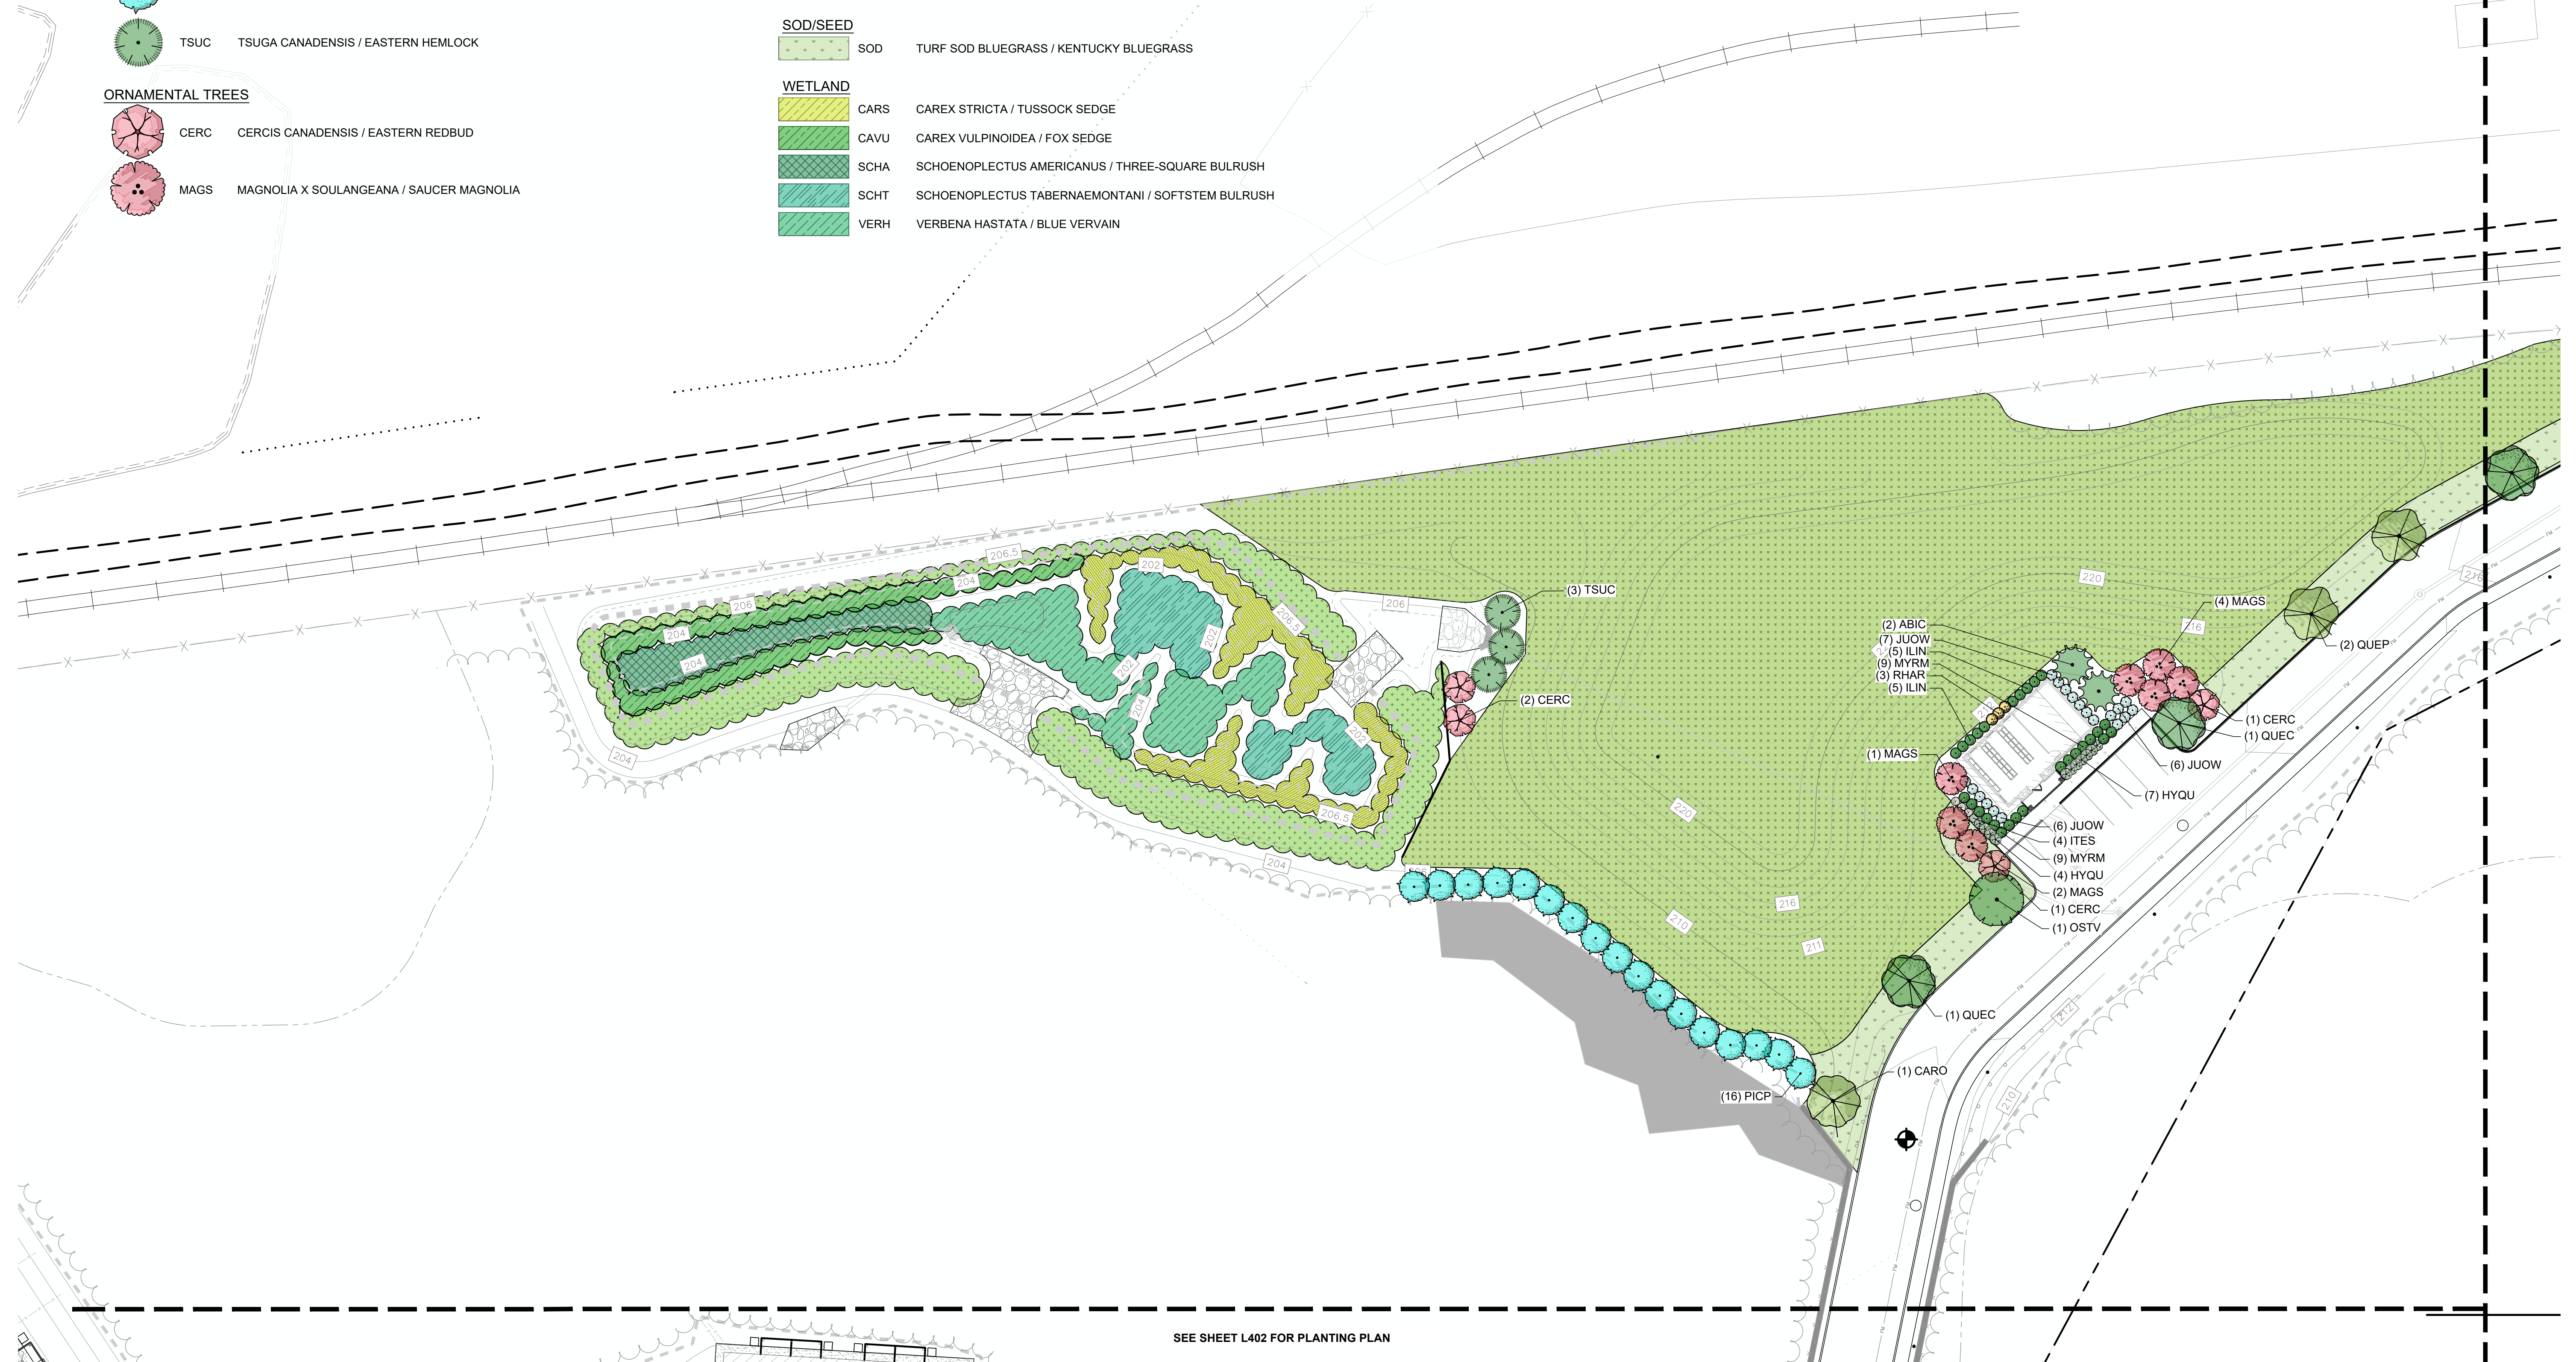 TSUC TSUGA CANADENSIS / EASTERN HEMLOCK
ORNAMENTAL TREES
CERC CERCIS CANADENSIS / EASTERN REDBUD
MAGS MAGNOLIA X SOULANGEANA / SAUCER MAGNOLIA
SOD/SEED
SOD TURF SOD BLUEGRASS / KENTUCKY BLUEGRASS
WETLAND
CARS CAREX STRICTA / TUSSOCK SEDGE
CAVU CAREX VULPINOIDEA / FOX SEDGE
SCHA SCHOENOPLECTUS AMERICANUS / THREE-SQUARE BULRUSH
SCHT SCHOENOPLECTUS TABERNAEMONTANI / SOFTSTEM BULRUSH
VERH VERBENA HASTATA / BLUE VERVAIN
206.5
202
204
206
204
204
202
206.5
202
204
202
206.5
204
204
206
(3) TSUC
(2) CERC
220
216
216
(4) MAGS
(2) ABIC
(7) JUOW
(5) ILIN
(9) MYRM
(3) RHAR
(5) ILIN
(2) QUEP
(1) CERC
(1) QUEC
(1) MAGS
(6) JUOW
(7) HYQU
(6) JUOW
(4) ITES
(9) MYRM
(4) HYQU
(2) MAGS
(1) CERC
(1) OSTV
220
216
210
211
(1) QUEC
212
(1) CARO
(16) PICP
210
SEE SHEET L402 FOR PLANTING PLAN